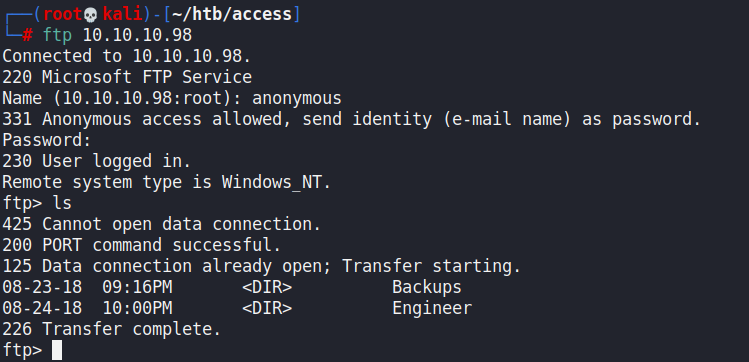 ┌──(root💀kali)-[~/htb/access]
└─# ftp 10.10.10.98
Connected to 10.10.10.98.
220 Microsoft FTP Service
Name (10.10.10.98:root): anonymous
331 Anonymous access allowed, send identity (e-mail name) as password.
Password:
230 User logged in.
Remote system type is Windows_NT.
ftp> ls
425 Cannot open data connection.
200 PORT command successful.
125 Data connection already open; Transfer starting.
08-23-18  09:16PM       <DIR>          Backups
08-24-18  10:00PM       <DIR>          Engineer
226 Transfer complete.
ftp>